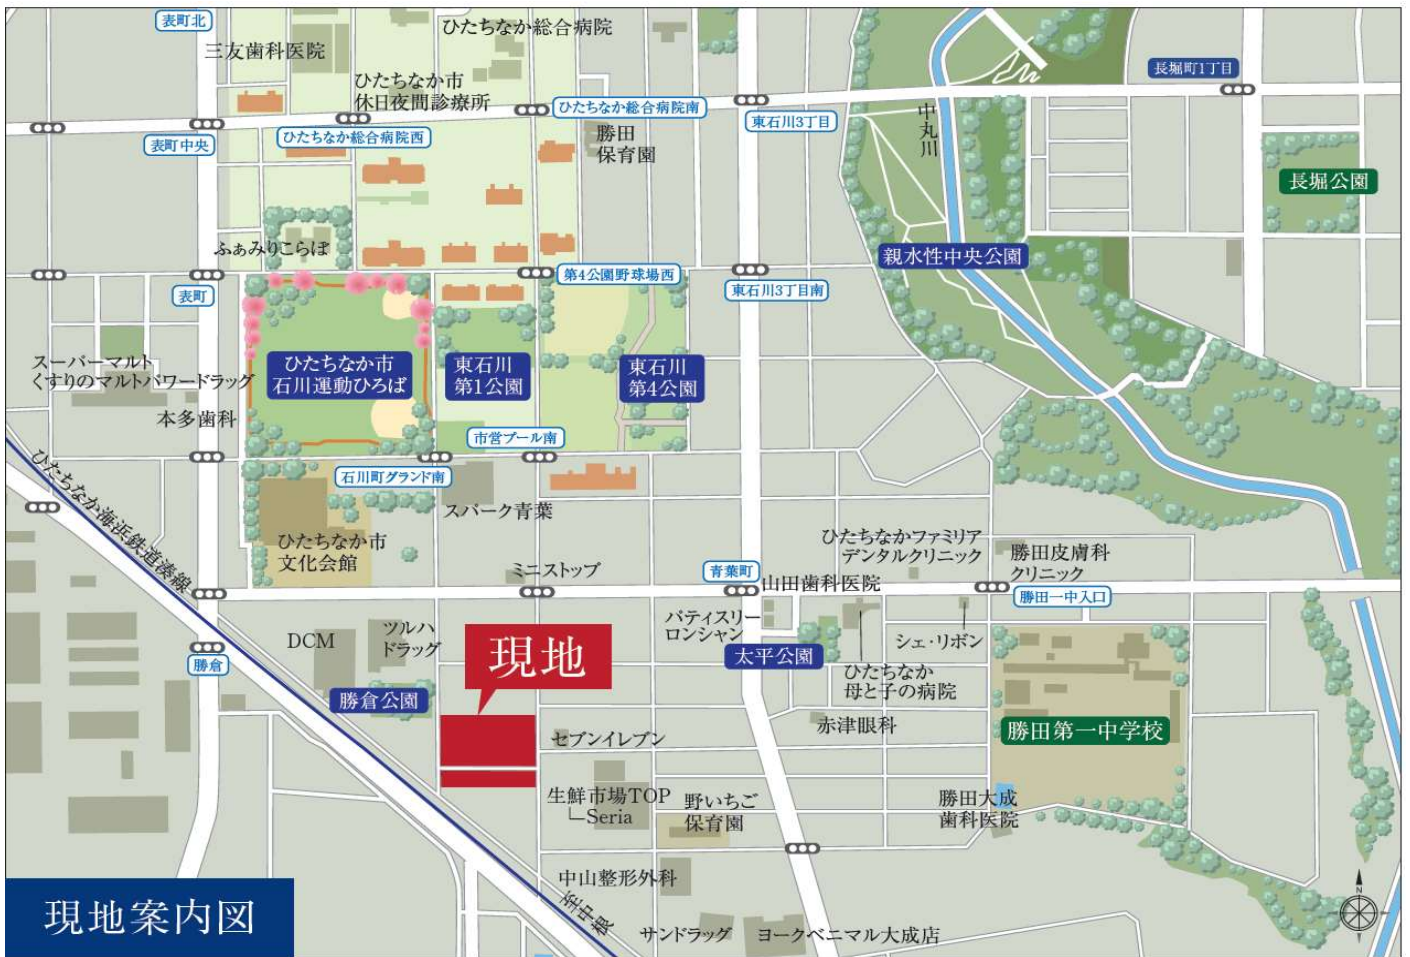 表町北
三友歯科医院
ひたちなか総合病院
ひたちなか市
休日夜間診療所
長堀町1丁目
ひたちなか総合病院南
東石川3丁目
中丸川
表町中央
ひたちなか総合病院西
勝田
保育園
長堀公園
ふぁみりこらぼ
親水性中央公園
表町
第4公園野球場西
東石川3丁目南
スーパーマルト
くすりのマルトパワードラッグ
本多歯科
ひたちなか市
石川運動ひろば
東石川
第1公園
東石川
第4公園
市営プール南
石川町グランド南
ひたちなか海浜鉄道湊線
スパーク青葉
ひたちなか市
文化会館
ひたちなかファミリア
デンタルクリニック
勝田皮膚科
クリニック
ミニストップ
青葉町
山田歯科医院
勝田一中入口
DCM
ツルハ
ドラッグ
現地
パティスリー
ロンシャン
シェ・リボン
勝倉
太平公園
ひたちなか
母と子の病院
勝倉公園
赤津眼科
勝田第一中学校
セブンイレブン
生鮮市場TOP
└Seria
野いちご
保育園
勝田大成
歯科医院
中山整形外科
至中根
サンドラッグ
ヨークベニマル大成店
現地案内図
N